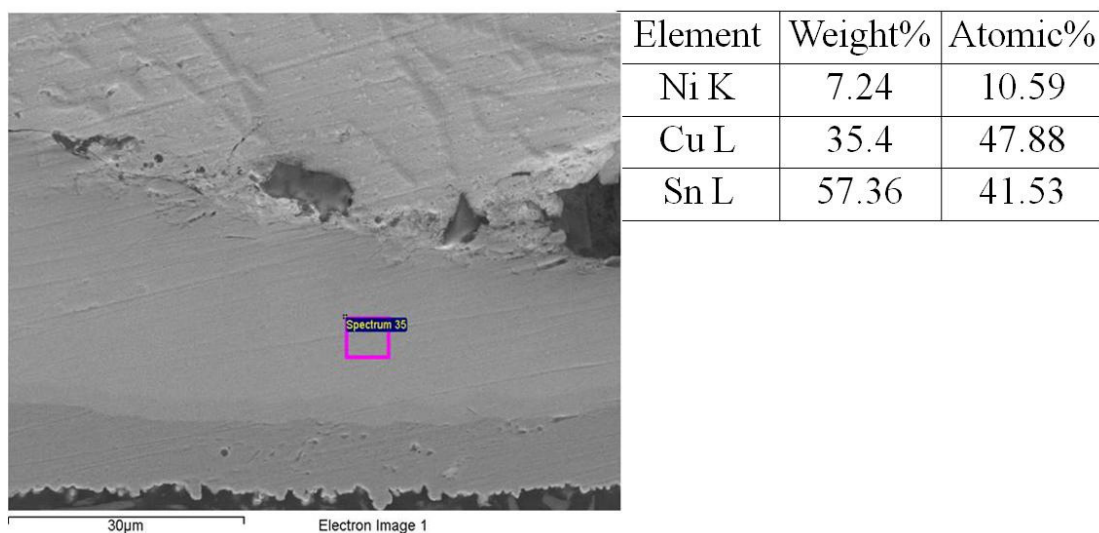 Element Weight% Atomic%
Ni K 7.24 10.59
Cu L 35.4 47.88
Sn L 57.36 41.53
Spectrum 35
30µm Electron Image 1